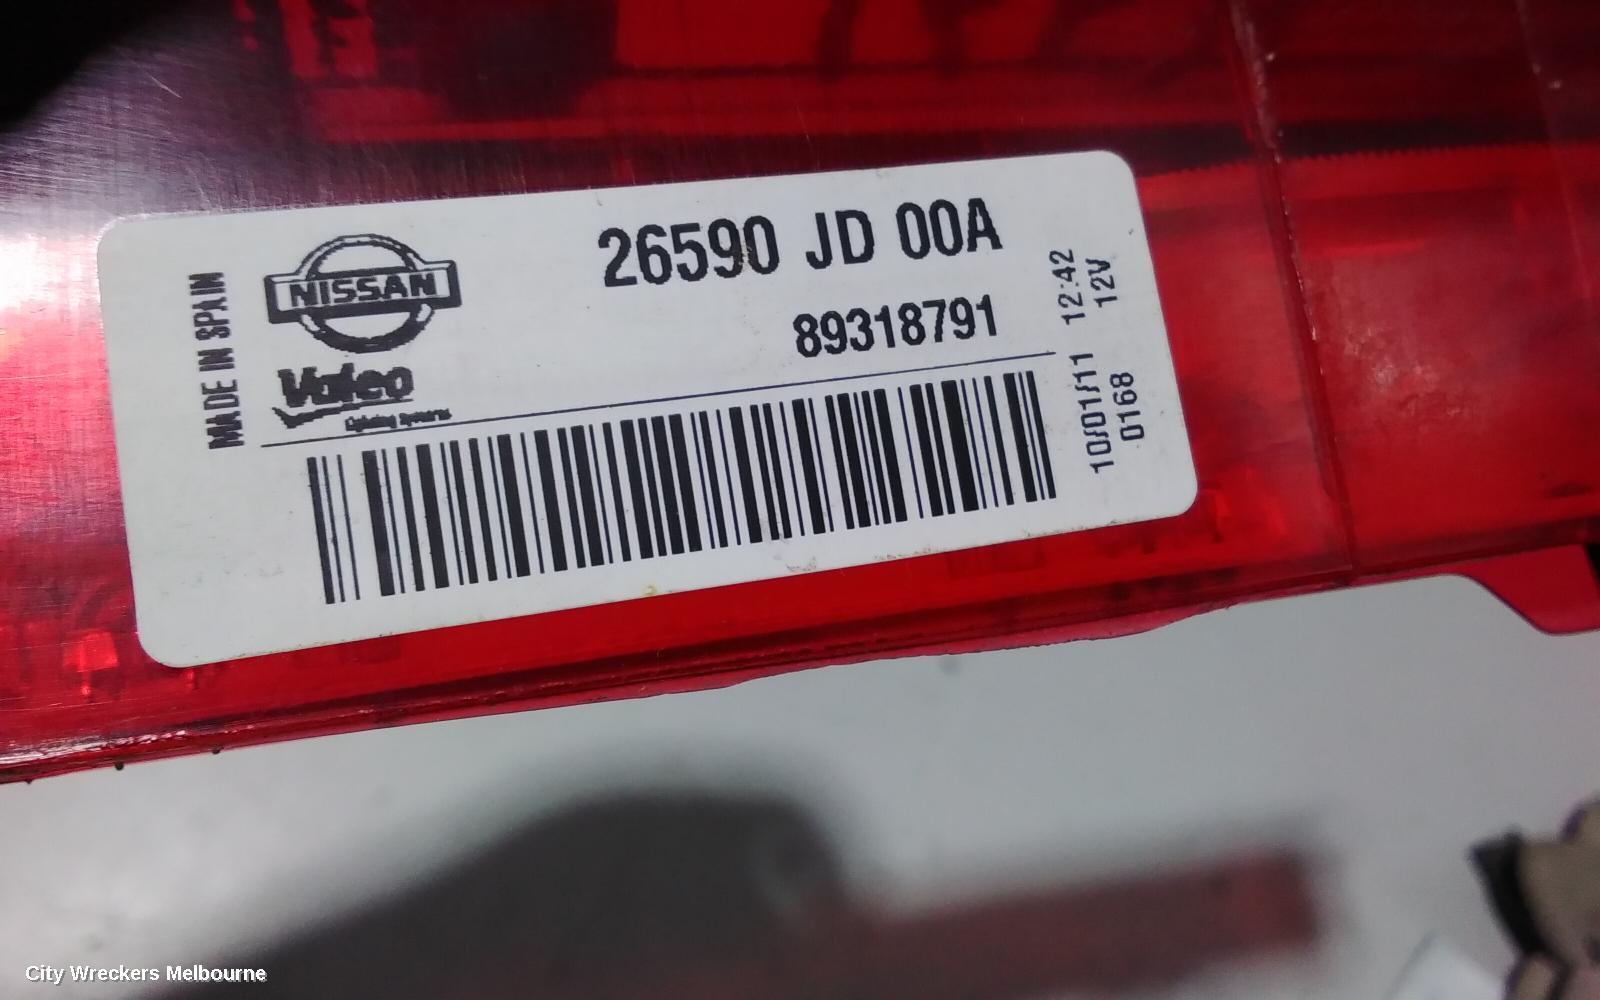 MADE IN SPAIN
NISSAN
Valeo
Lighting Systems
26590 JD 00A
89318791
10/01/11 12:42
0168 12V
City Wreckers Melbourne